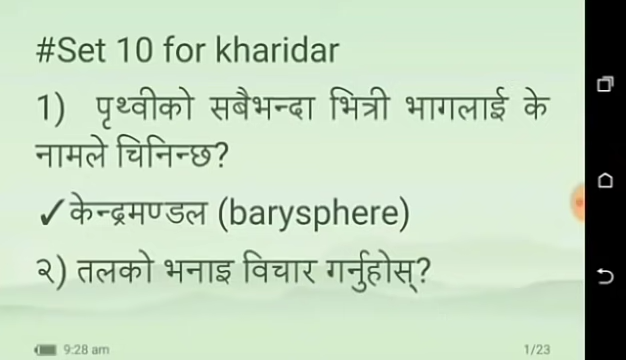 #Set 10 for kharidar
1) पृथ्वीको सबैभन्दा भित्री भागलाई के
नामले चिनिन्छ?
✓केन्द्रमण्डल (barysphere)
२) तलको भनाइ विचार गर्नुहोस्?
9:28 am
1/23